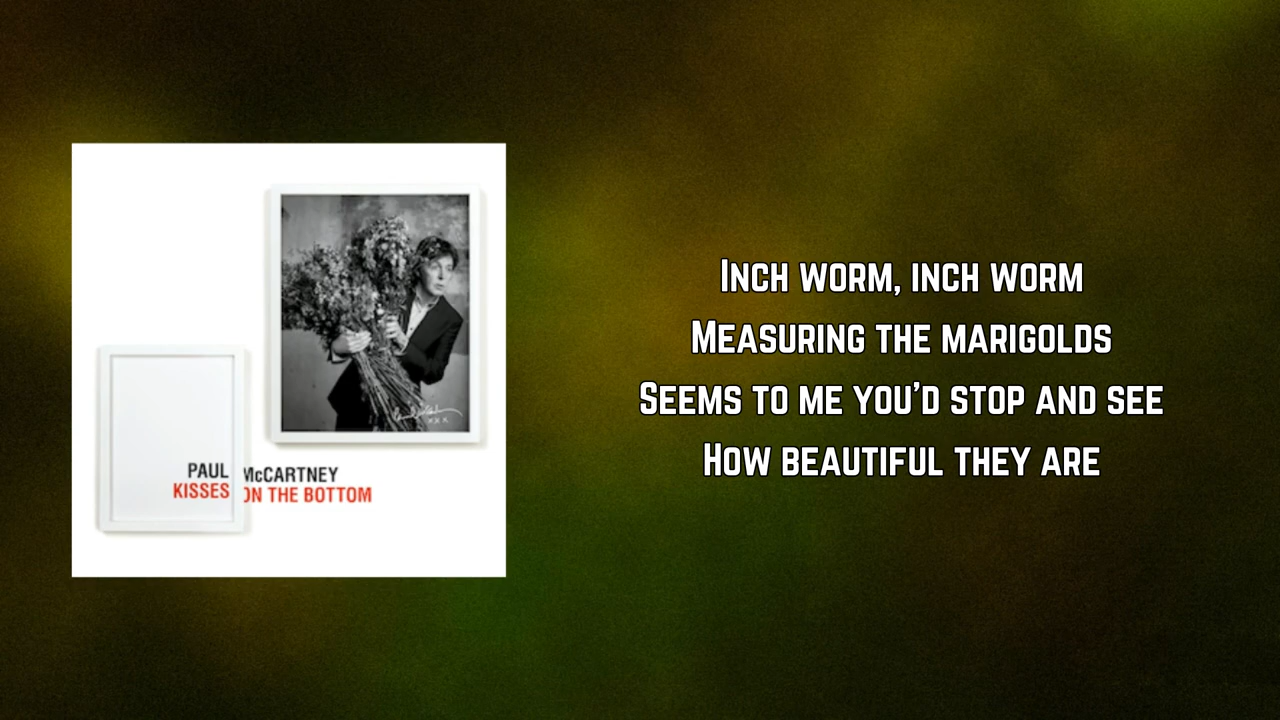 PAUL McCARTNEY
KISSES ON THE BOTTOM
xxx
Inch worm, inch worm
Measuring the marigolds
Seems to me you'd stop and see
How beautiful they are